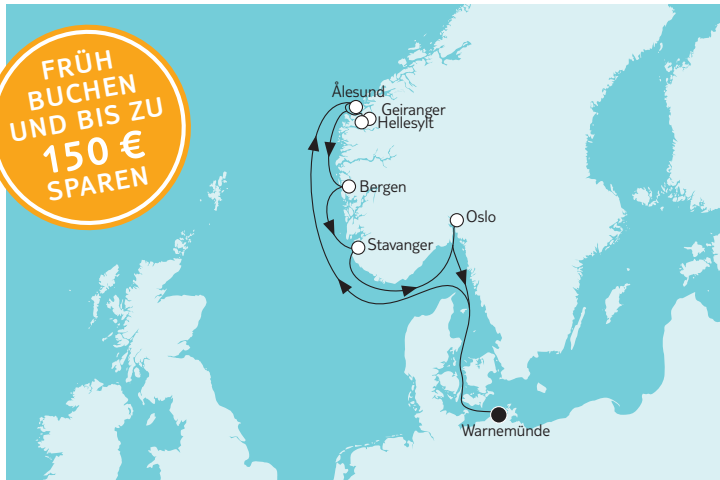 FRÜH
BUCHEN
UND BIS ZU
150 €
SPAREN
Ålesund
Geiranger
Hellesylt
Bergen
Oslo
Stavanger
Warnemünde